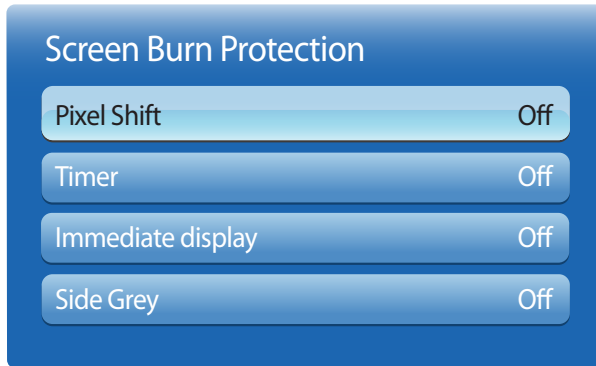 Screen Burn Protection
Pixel Shift Off
Timer Off
Immediate display Off
Side Grey Off